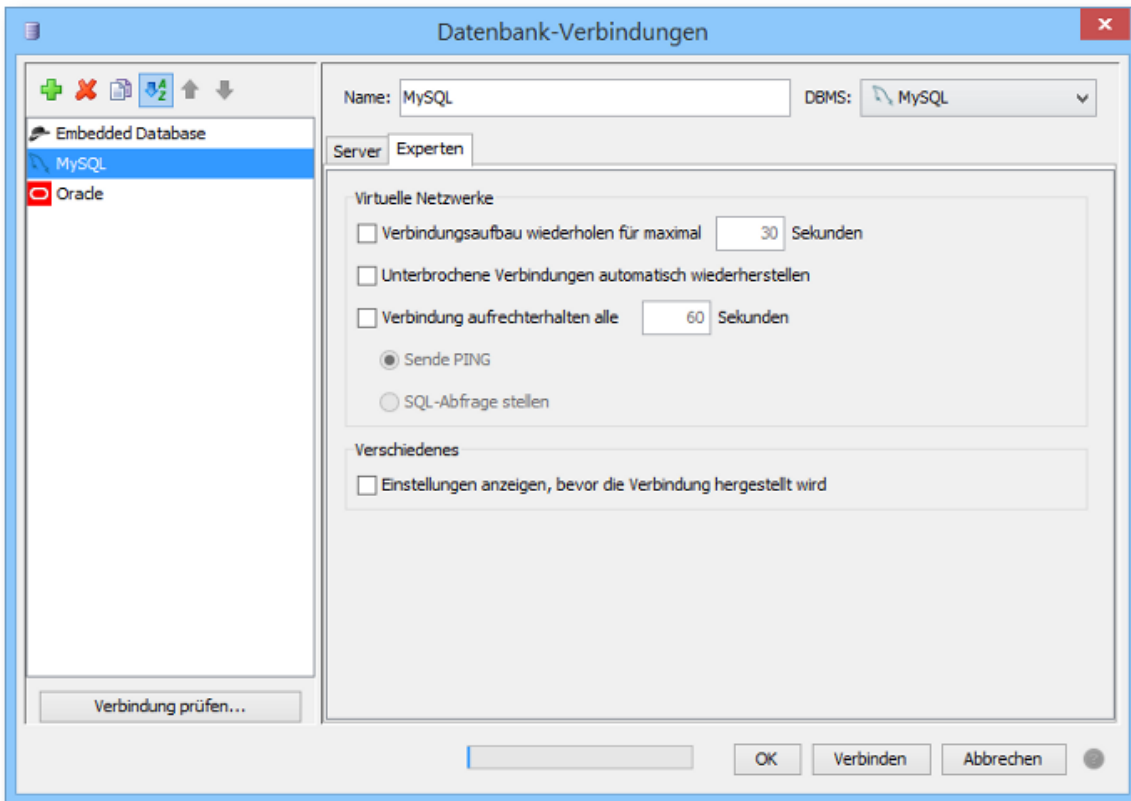 Datenbank-Verbindungen
Name: MySQL DBMS: MySQL
Embedded Database
MySQL
Oracle
Server Experten
Virtuelle Netzwerke
Verbindungsaufbau wiederholen für maximal 30 Sekunden
Unterbrochene Verbindungen automatisch wiederherstellen
Verbindung aufrechterhalten alle 60 Sekunden
Sende PING
SQL-Abfrage stellen
Verschiedenes
Einstellungen anzeigen, bevor die Verbindung hergestellt wird
Verbindung prüfen...
OK Verbinden Abbrechen